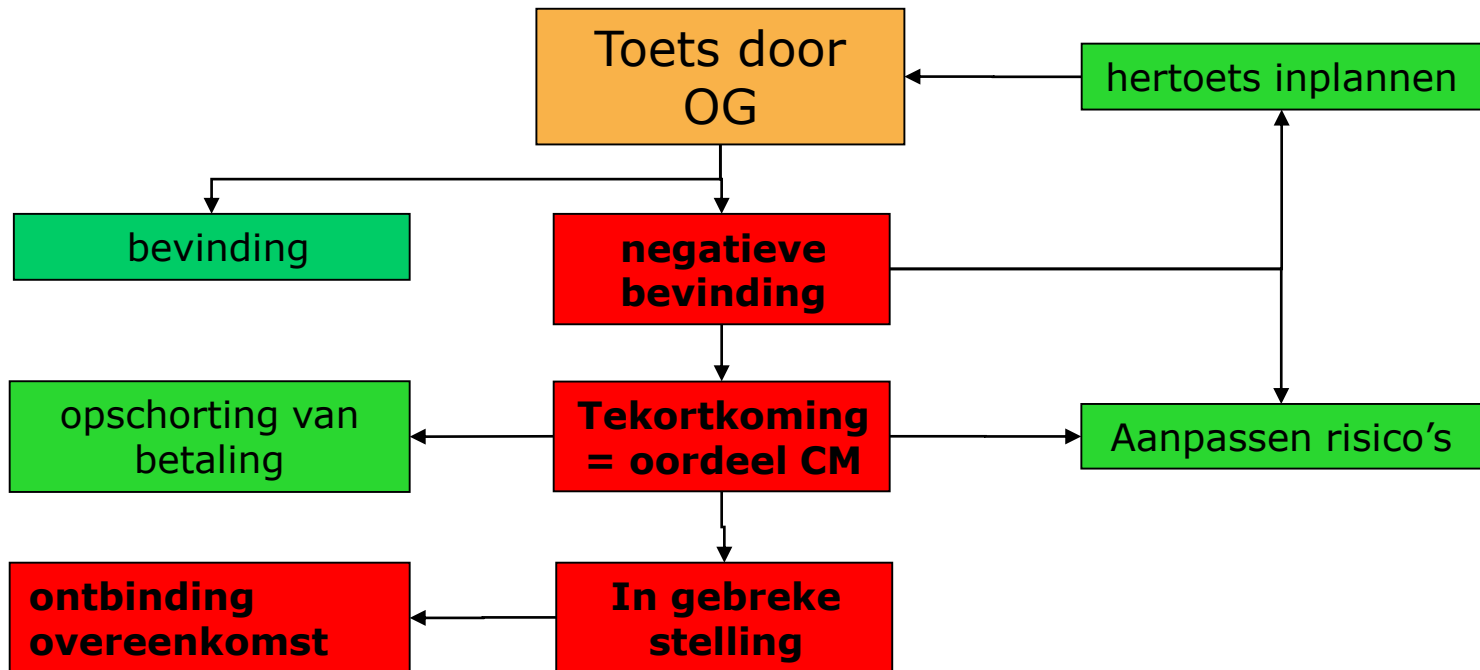 Toets door
OG
hertoets inplannen
bevinding
negatieve
bevinding
opschorting van
betaling
Tekortkoming
= oordeel CM
Aanpassen risico’s
ontbinding
overeenkomst
In gebreke
stelling